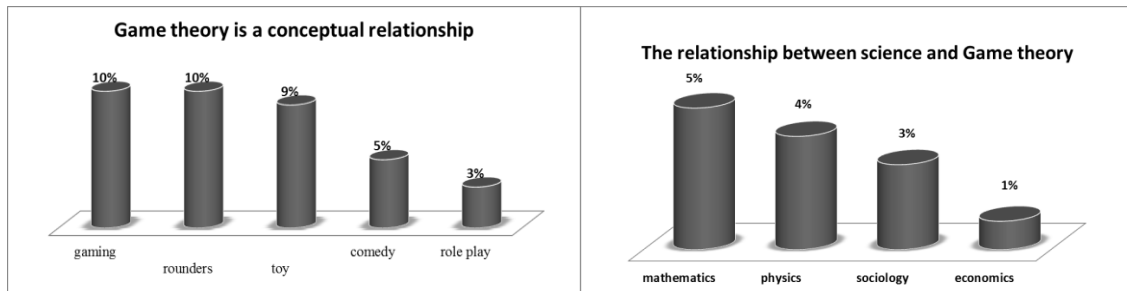 Game theory is a conceptual relationship
10% 10% 9% 5% 3%
gaming rounders toy comedy role play
The relationship between science and Game theory
5% 4% 3% 1%
mathematics physics sociology economics